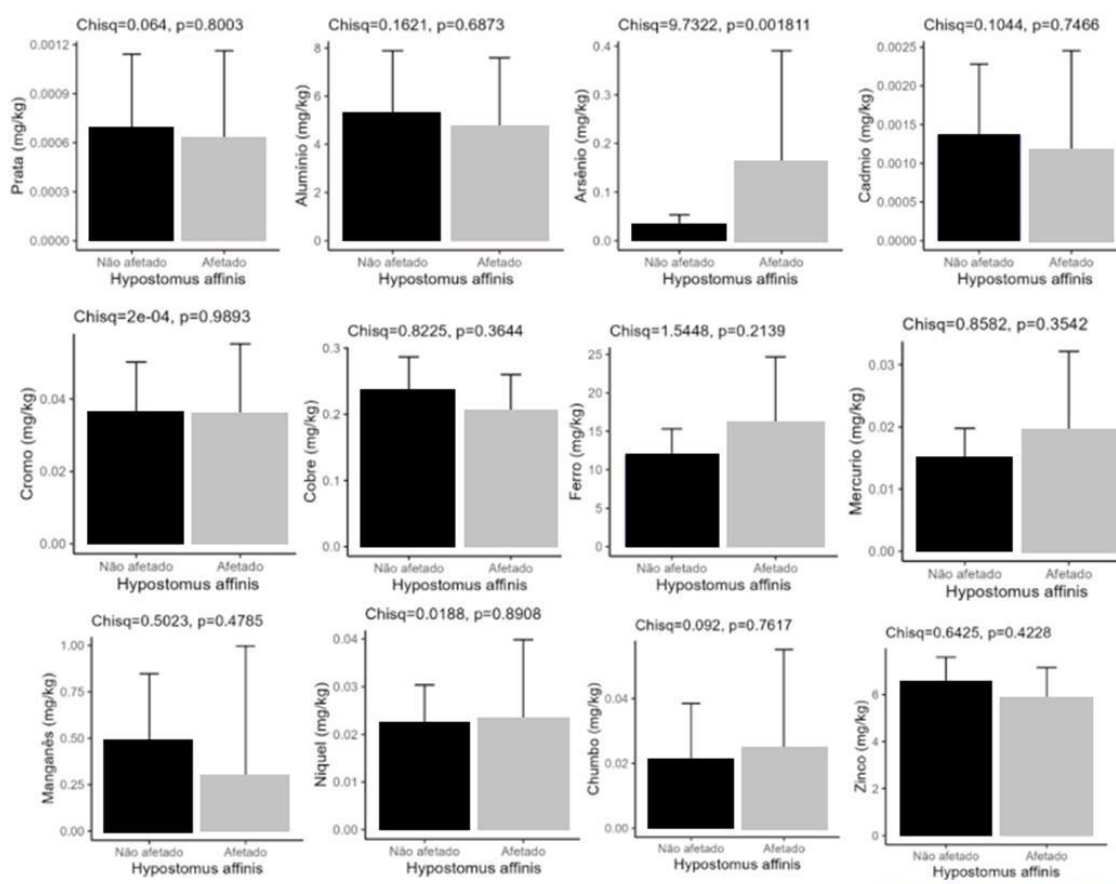 Chisq=0.064, p=0.8003
Prata (mg/kg)
0.0012
0.0009
0.0006
0.0003
0.0000
Não afetado Afetado
Hypostomus affinis
Chisq=0.1621, p=0.6873
Alumínio (mg/kg)
8
6
4
2
0
Não afetado Afetado
Hypostomus affinis
Chisq=9.7322, p=0.001811
Arsênio (mg/kg)
0.4
0.3
0.2
0.1
0.0
Não afetado Afetado
Hypostomus affinis
Chisq=0.1044, p=0.7466
Cadmio (mg/kg)
0.0025
0.0020
0.0015
0.0010
0.0005
0.0000
Não afetado Afetado
Hypostomus affinis
Chisq=2e-04, p=0.9893
Cromo (mg/kg)
0.04
0.02
0.00
Não afetado Afetado
Hypostomus affinis
Chisq=0.8225, p=0.3644
Cobre (mg/kg)
0.3
0.2
0.1
0.0
Não afetado Afetado
Hypostomus affinis
Chisq=1.5448, p=0.2139
Ferro (mg/kg)
25
20
15
10
5
0
Não afetado Afetado
Hypostomus affinis
Chisq=0.8582, p=0.3542
Mercurio (mg/kg)
0.03
0.02
0.01
0.00
Não afetado Afetado
Hypostomus affinis
Chisq=0.5023, p=0.4785
Manganês (mg/kg)
1.00
0.75
0.50
0.25
0.00
Não afetado Afetado
Hypostomus affinis
Chisq=0.0188, p=0.8908
Niquel (mg/kg)
0.04
0.03
0.02
0.01
0.00
Não afetado Afetado
Hypostomus affinis
Chisq=0.092, p=0.7617
Chumbo (mg/kg)
0.04
0.02
0.00
Não afetado Afetado
Hypostomus affinis
Chisq=0.6425, p=0.4228
Zinco (mg/kg)
6
4
2
0
Não afetado Afetado
Hypostomus affinis